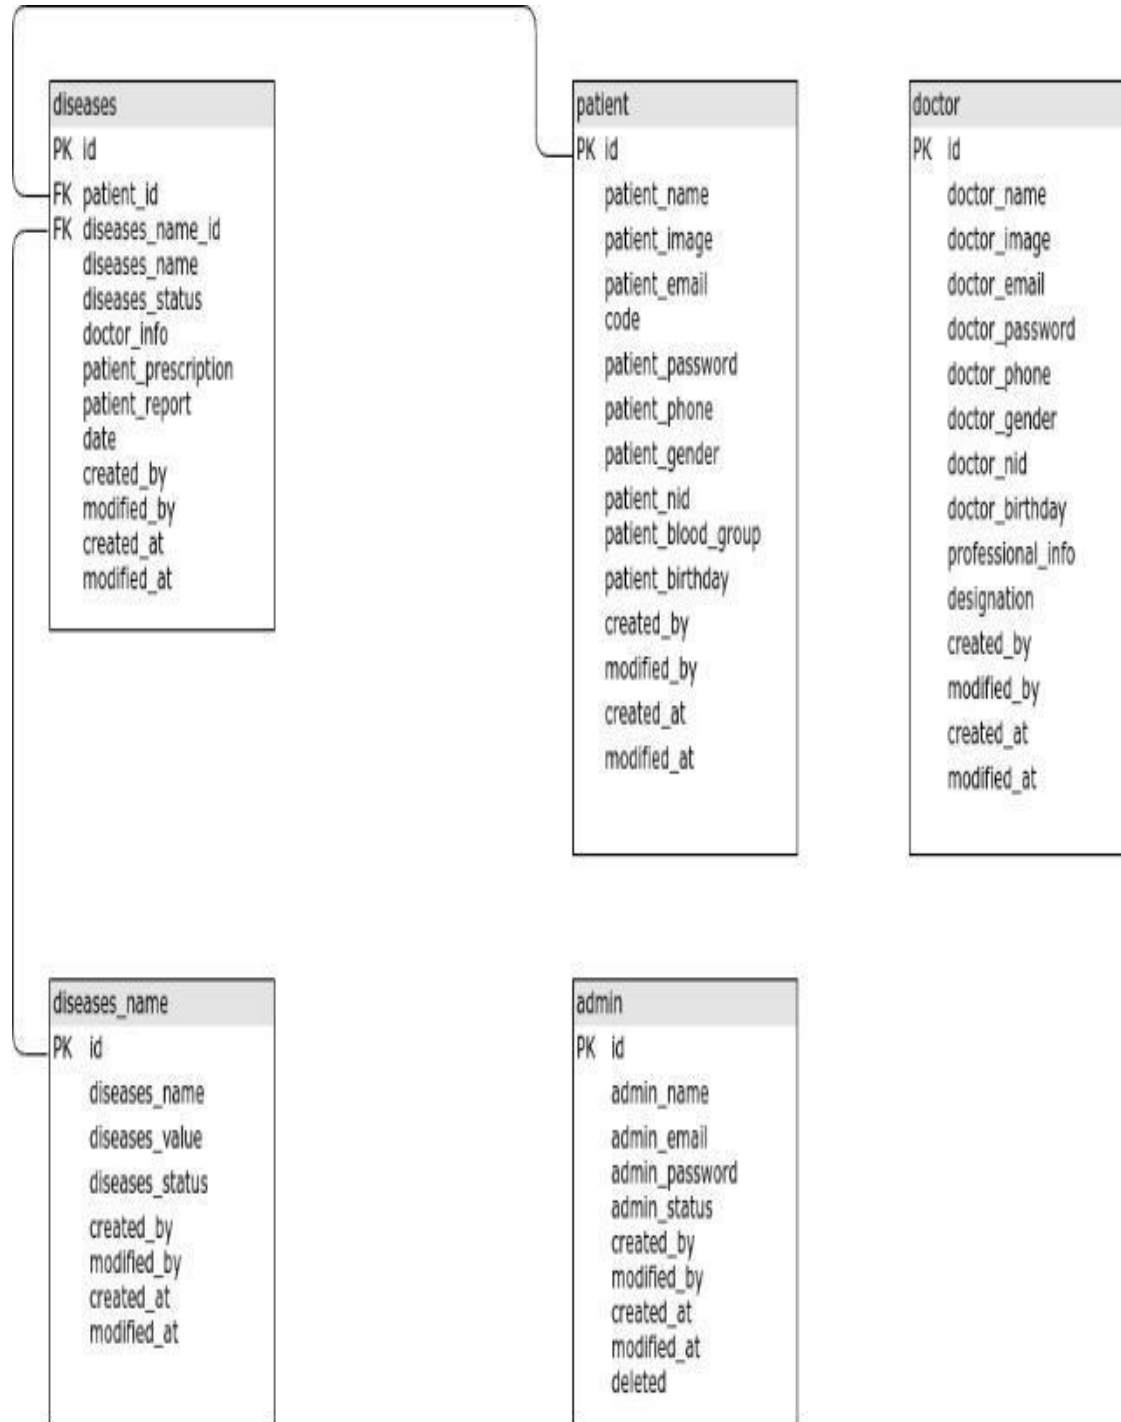 diseases
PK id
FK patient_id
FK diseases_name_id
diseases_name
diseases_status
doctor_info
patient_prescription
patient_report
date
created_by
modified_by
created_at
modified_at
patient
PK id
patient_name
patient_image
patient_email
code
patient_password
patient_phone
patient_gender
patient_nid
patient_blood_group
patient_birthday
created_by
modified_by
created_at
modified_at
doctor
PK id
doctor_name
doctor_image
doctor_email
doctor_password
doctor_phone
doctor_gender
doctor_nid
doctor_birthday
professional_info
designation
created_by
modified_by
created_at
modified_at
diseases_name
PK id
diseases_name
diseases_value
diseases_status
created_by
modified_by
created_at
modified_at
admin
PK id
admin_name
admin_email
admin_password
admin_status
created_by
modified_by
created_at
modified_at
deleted